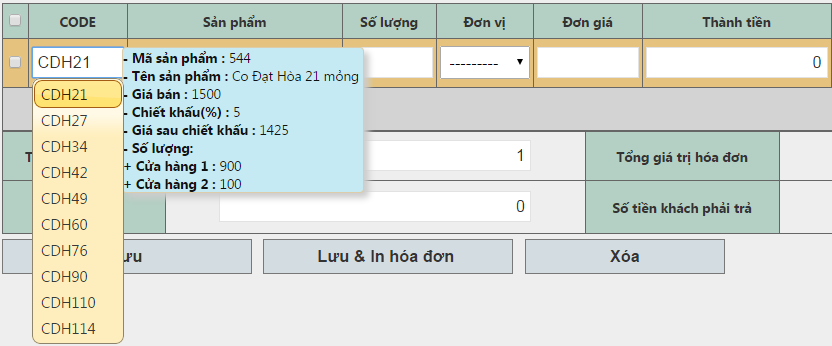 CODE Sản phẩm Số lượng Đơn vị Đơn giá Thành tiền
CDH21 --------- 0
- Mã sản phẩm : 544
- Tên sản phẩm : Co Đạt Hòa 21 mỏng
- Giá bán : 1500
- Chiết khấu(%) : 5
- Giá sau chiết khấu : 1425
- Số lượng:
+ Cửa hàng 1 : 900
+ Cửa hàng 2 : 100
CDH21
CDH27
CDH34
CDH42
CDH49
CDH60
CDH76
CDH90
CDH110
CDH114
1 Tổng giá trị hóa đơn
0 Số tiền khách phải trả
Lưu & In hóa đơn Xóa